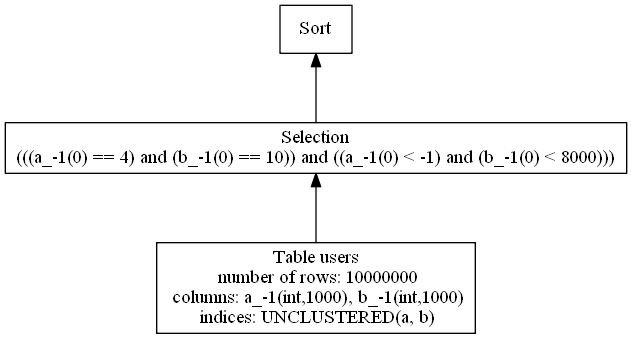 Sort
Selection
(((a_-1(0) == 4) and (b_-1(0) == 10)) and ((a_-1(0) < -1) and (b_-1(0) < 8000)))
Table users
number of rows: 10000000
columns: a_-1(int,1000), b_-1(int,1000)
indices: UNCLUSTERED(a, b)